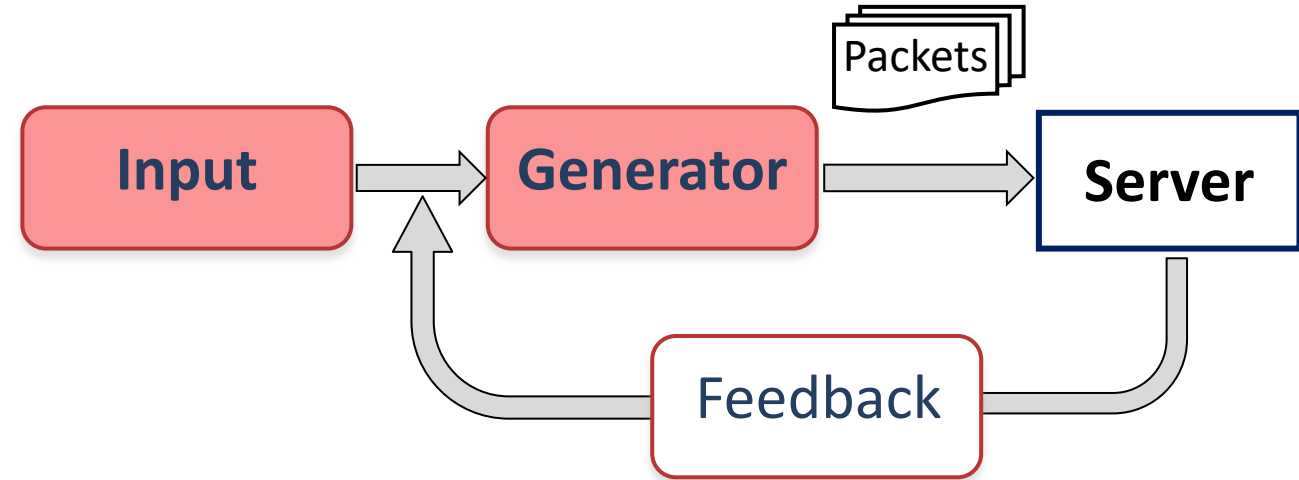 Packets
Input
Generator
Server
Feedback